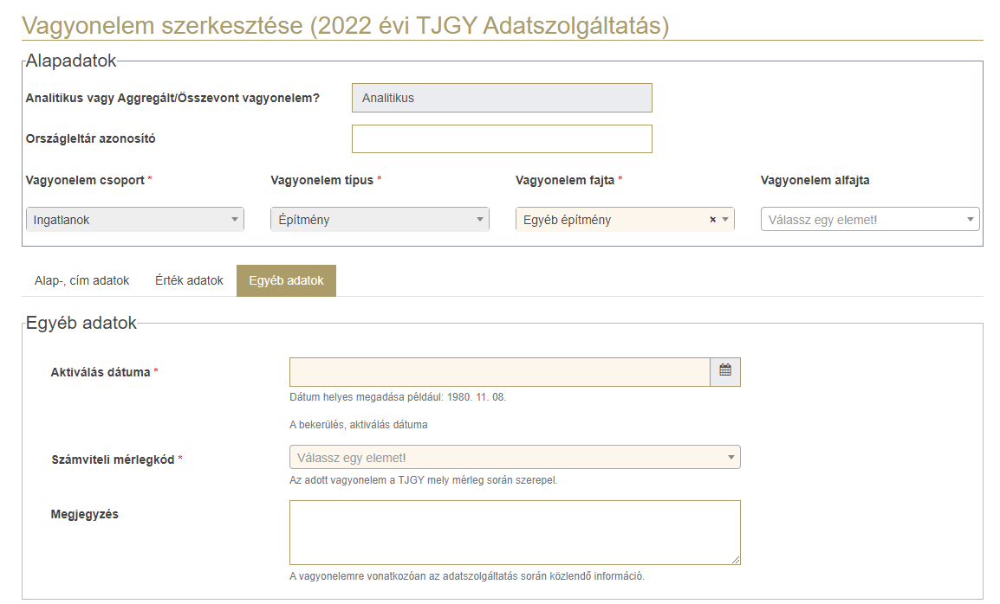 Vagyonelem szerkesztése (2022 évi TJGY Adatszolgáltatás)
Alapadatok
Analitikus vagy Aggregált/Összevont vagyonelem? Analitikus
Országleltár azonosító
Vagyonelem csoport * Vagyonelem típus * Vagyonelem fajta * Vagyonelem alfajta
Ingatlanok Építmény Egyéb építmény × Válassz egy elemet!
Alap-, cím adatok Érték adatok Egyéb adatok
Egyéb adatok
Aktiválás dátuma *
Dátum helyes megadása például: 1980. 11. 08.
A bekerülés, aktiválás dátuma
Számviteli mérlegkód * Válassz egy elemet!
Az adott vagyonelem a TJGY mely mérleg során szerepel.
Megjegyzés
A vagyonelemre vonatkozóan az adatszolgáltatás során közlendő információ.